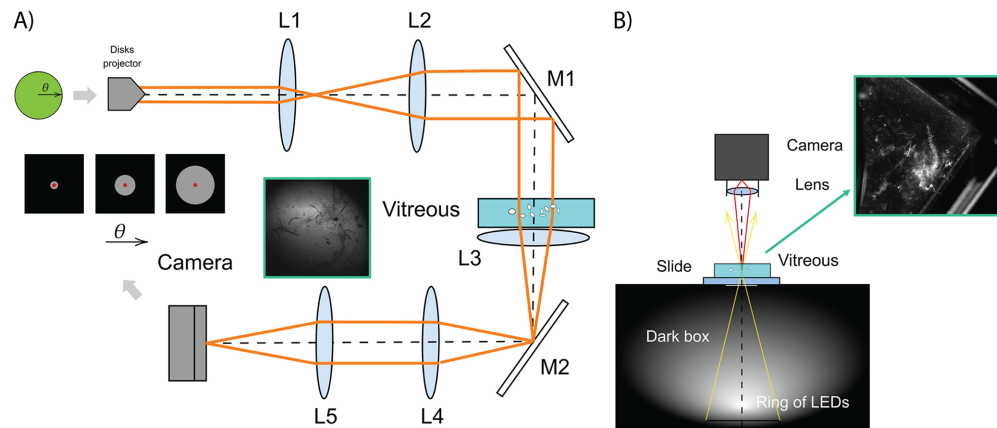 A)
L1
L2
Disks
projector
θ
M1
Vitreous
θ
L3
Camera
M2
L5
L4
B)
Camera
Lens
Slide
Vitreous
Dark box
Ring of LEDs